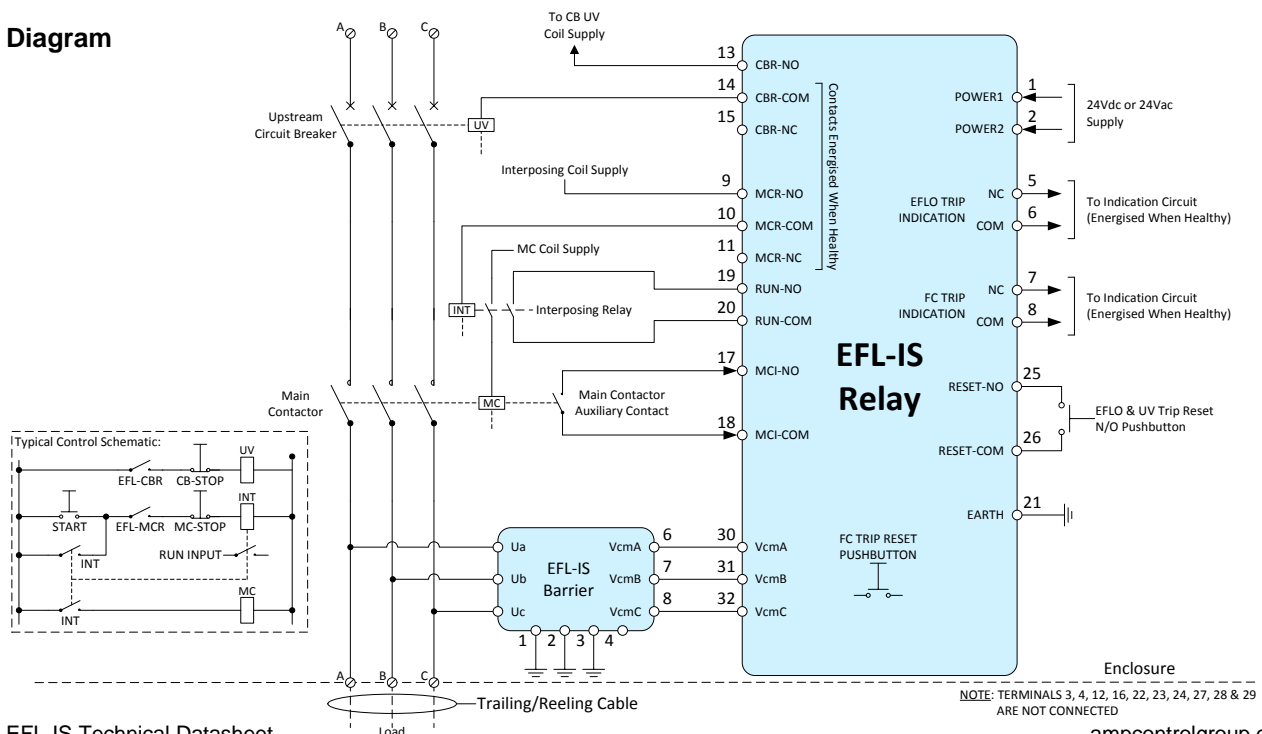 Diagram
A
B
C
To CB UV
Coil Supply
Upstream
Circuit Breaker
UV
Interposing Coil Supply
MC Coil Supply
INT
Interposing Relay
Main
Contactor
MC
Main Contactor
Auxiliary Contact
13
CBR-NO
14
CBR-COM
15
CBR-NC
9
MCR-NO
10
MCR-COM
11
MCR-NC
Contacts Energised When Healthy
19
RUN-NO
20
RUN-COM
17
MCI-NO
18
MCI-COM
30
VcmA
31
VcmB
32
VcmC
EFL-IS
Relay
POWER1
1
POWER2
2
24Vdc or 24Vac
Supply
EFLO TRIP
INDICATION
NC
5
COM
6
To Indication Circuit
(Energised When Healthy)
FC TRIP
INDICATION
NC
7
COM
8
To Indication Circuit
(Energised When Healthy)
RESET-NO
25
RESET-COM
26
EFLO & UV Trip Reset
N/O Pushbutton
EARTH
21
FC TRIP RESET
PUSHBUTTON
Typical Control Schematic:
UV
EFL-CBR
CB-STOP
INT
START
EFL-MCR
MC-STOP
RUN INPUT
INT
MC
INT
EFL-IS
Barrier
Ua
Ub
Uc
VcmA
6
VcmB
7
VcmC
8
1
2
3
4
A
B
C
Enclosure
Trailing/Reeling Cable
Load
NOTE: TERMINALS 3, 4, 12, 16, 22, 23, 24, 27, 28 & 29
ARE NOT CONNECTED
EFL-IS Technical Datasheet
ampcontrolgroup.c